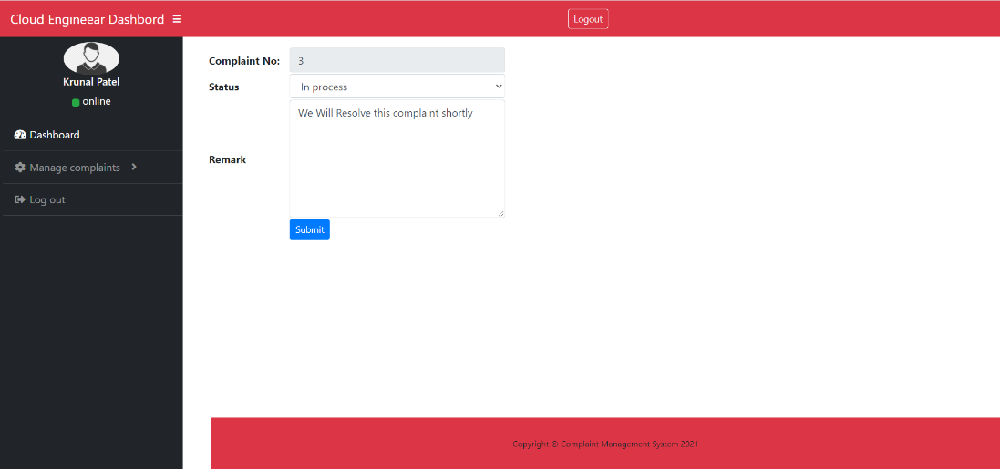 Cloud Engineear Dashbord
Logout
Krunal Patel
online
Dashboard
Manage complaints
Log out
Complaint No: 3
Status In process
We Will Resolve this complaint shortly
Remark
Submit
Copyright © Complaint Management System 2021